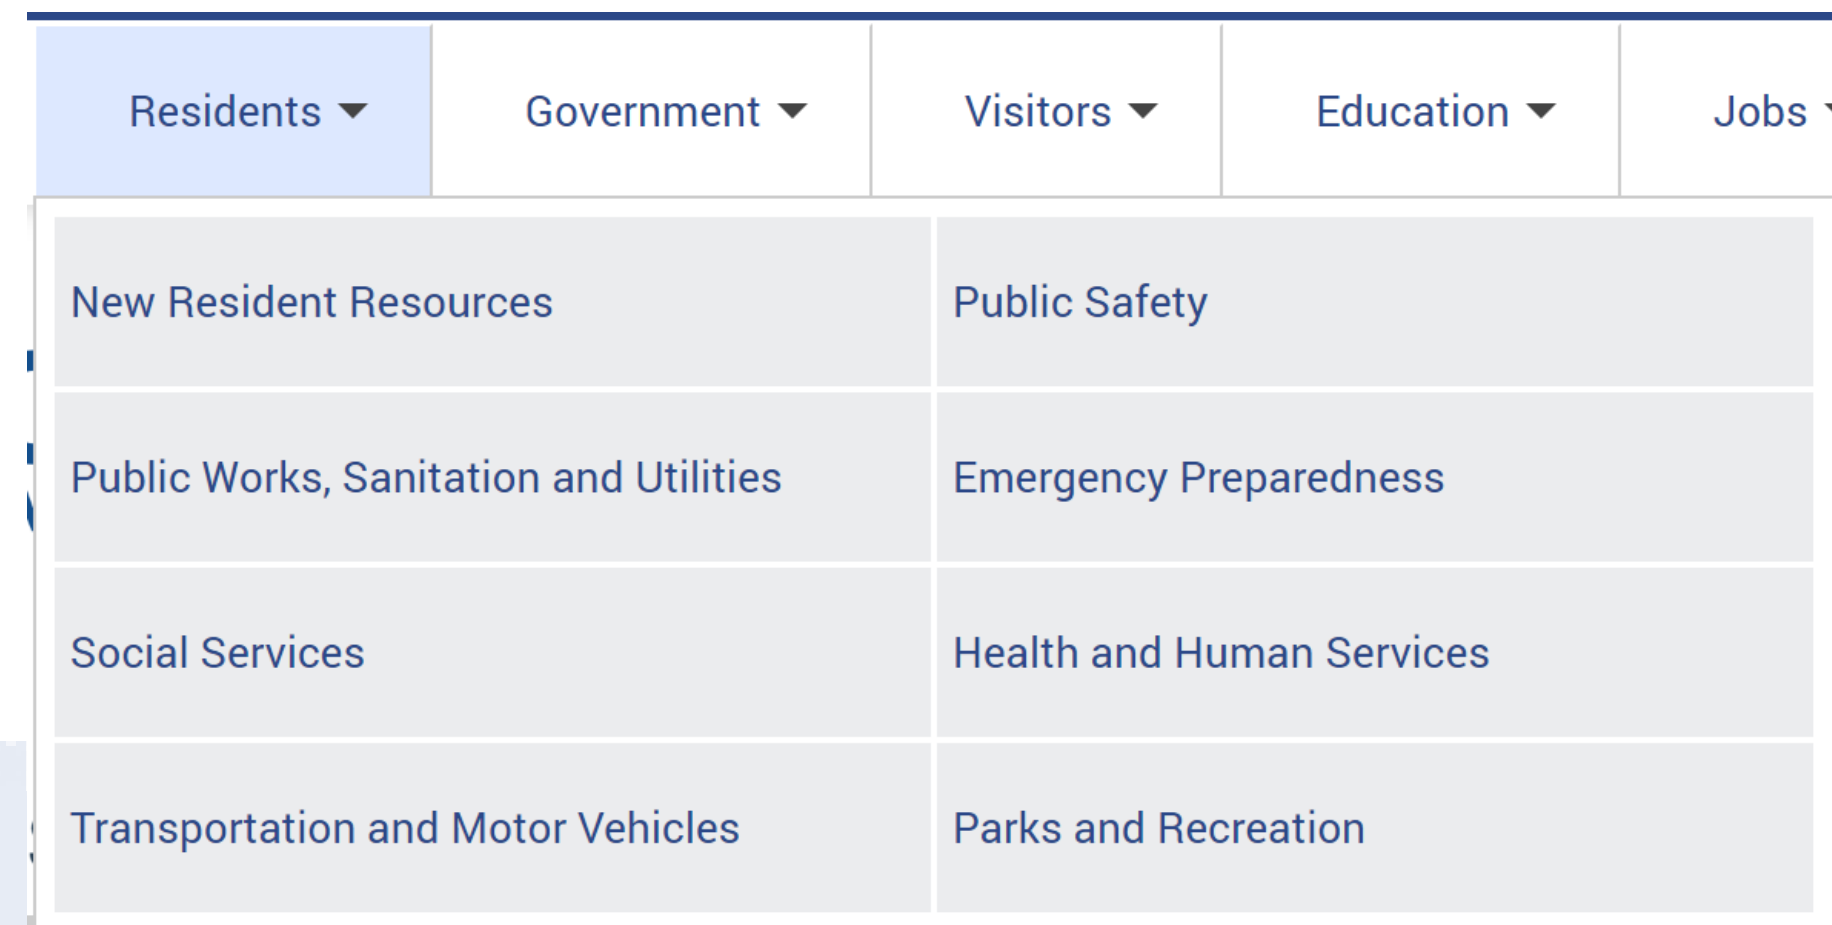 Residents
Government
Visitors
Education
Jobs
New Resident Resources
Public Safety
Public Works, Sanitation and Utilities
Emergency Preparedness
Social Services
Health and Human Services
Transportation and Motor Vehicles
Parks and Recreation